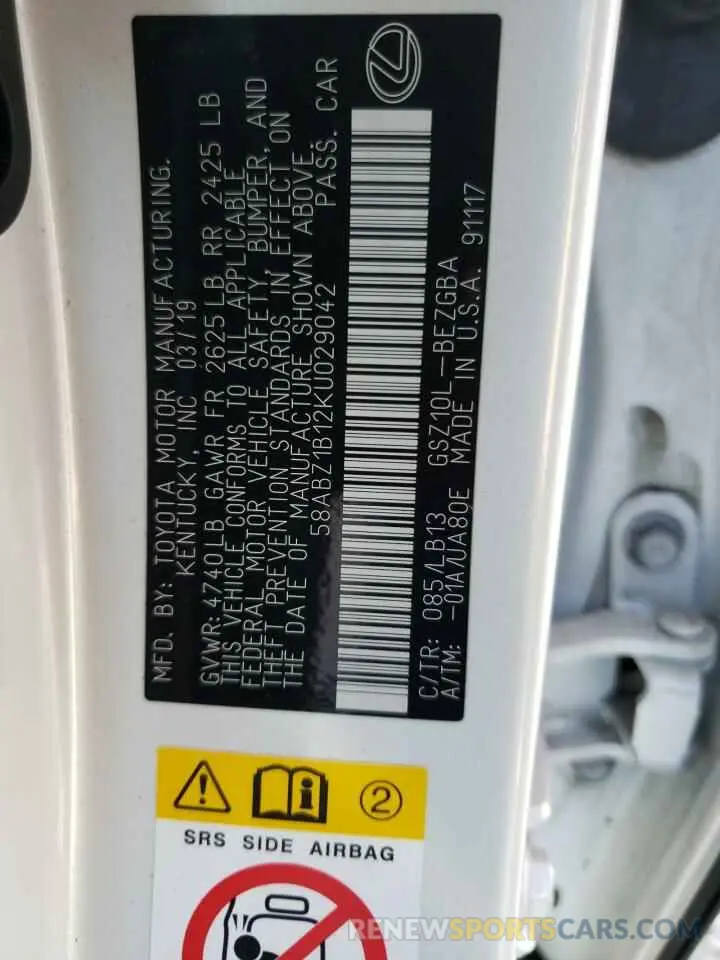 MFD. BY: TOYOTA MOTOR MANUFACTURING.
KENTUCKY, INC 03/19
GVWR: 4740LB GAWR FR 2625LB RR 2425 LB
THIS VEHICLE CONFORMS TO ALL APPLICABLE
FEDERAL MOTOR VEHICLE SAFETY, BUMPER, AND
THEFT PREVENTION STANDARDS IN EFFECT ON
THE DATE OF MANUFACTURE SHOWN ABOVE.
58ABZ1B12KU029042 PASS. CAR
C/TR: 085/LB13 GSZ10L-BEZGBA
A/TM: -01A/UA80E MADE IN U.S.A. 91117
2
SRS SIDE AIRBAG
RENEWSPORTSCARS.COM